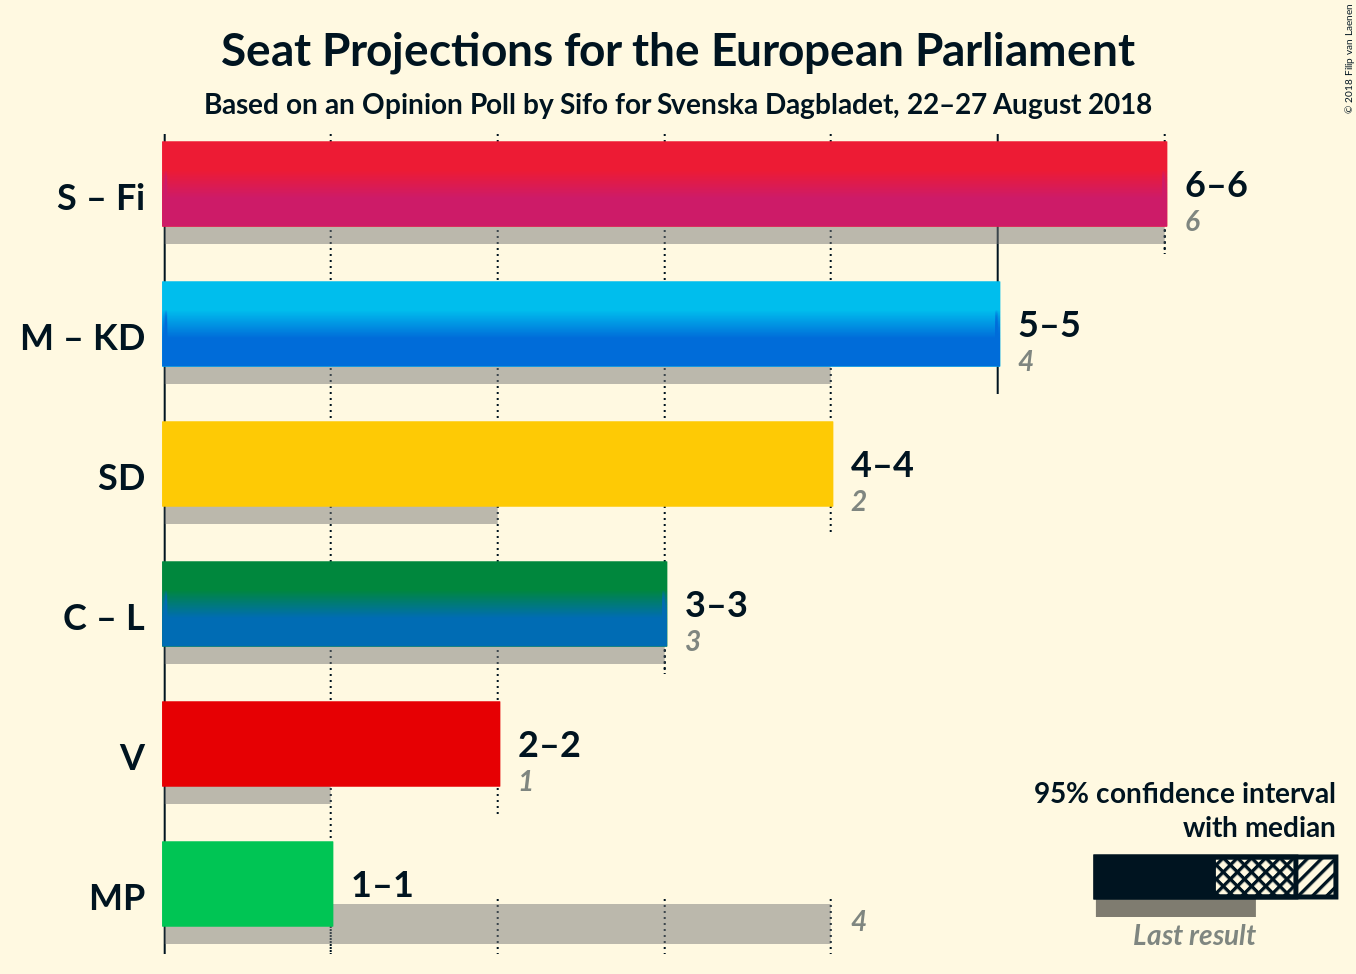 Seat Projections for the European Parliament
Based on an Opinion Poll by Sifo for Svenska Dagbladet, 22–27 August 2018
© 2018 Filip van Laenen
S – Fi
6–6
6
M – KD
5–5
4
SD
4–4
2
C – L
3–3
3
V
2–2
1
MP
1–1
4
95% confidence interval
with median
Last result